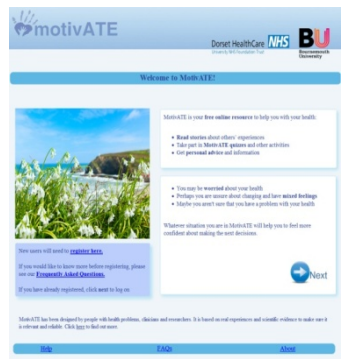 motivATE
Dorset HealthCare NHS
University NHS Foundation Trust
BU
Bournemouth
University
Welcome to MotivATE!
MotivATE is your free online resource to help you with your health:
Read stories about others' experiences
Take part in MotivATE quizzes and other activities
Get personal advice and information
You may be worried about your health
Perhaps you are unsure about changing and have mixed feelings
Maybe you aren't sure that you have a problem with your health
Whatever situation you are in MotivATE will help you to feel more
confident about making the next decisions.
Next
New users will need to register here.
If you would like to know more before registering, please
see our Frequently Asked Questions.
If you have already registered, click next to log on.
MotivATE has been designed by people with health problems, clinicians and researchers. It is based on real experiences and scientific evidence to make sure it
is relevant and reliable. Click here to find out more.
Help FAQs About